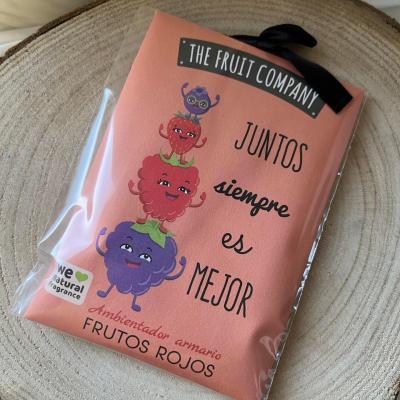 THE FRUIT COMPANY
JUNTOS
siempre
es
MEJOR
we
natural
fragrance
Ambientador armario
FRUTOS ROJOS